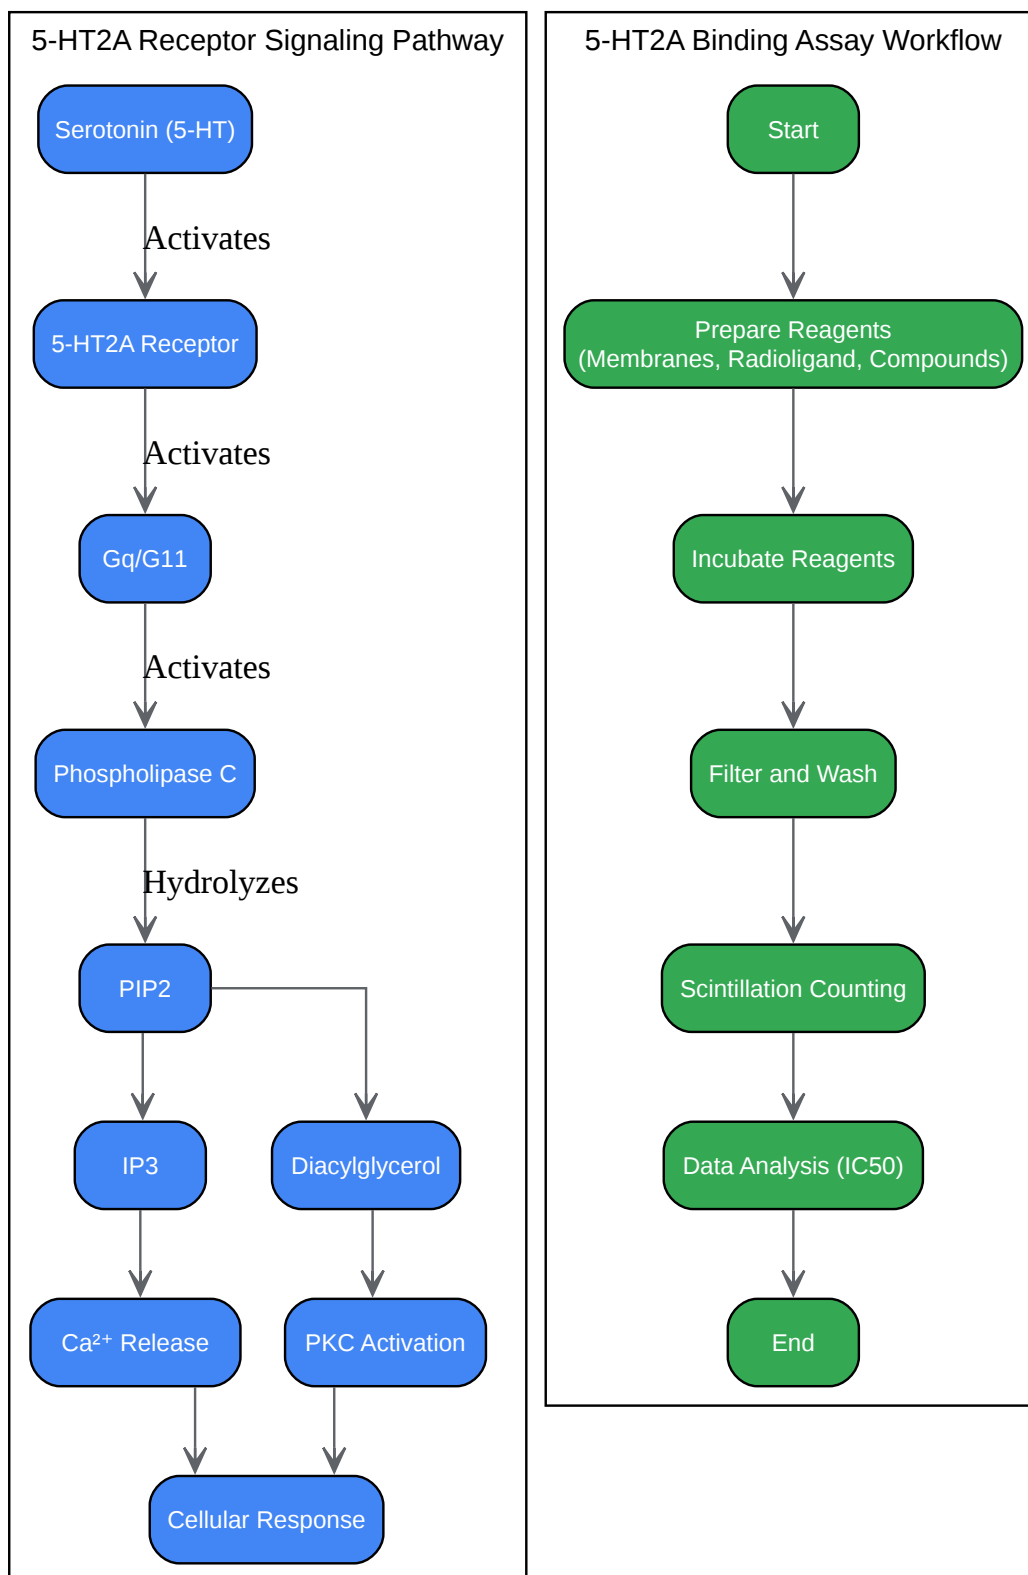 5-HT2A Receptor Signaling Pathway
Serotonin (5-HT)
Activates
5-HT2A Receptor
Activates
Gq/G11
Activates
Phospholipase C
Hydrolyzes
PIP2
IP3
Diacylglycerol
Ca²⁺ Release
PKC Activation
Cellular Response
5-HT2A Binding Assay Workflow
Start
Prepare Reagents
(Membranes, Radioligand, Compounds)
Incubate Reagents
Filter and Wash
Scintillation Counting
Data Analysis (IC50)
End